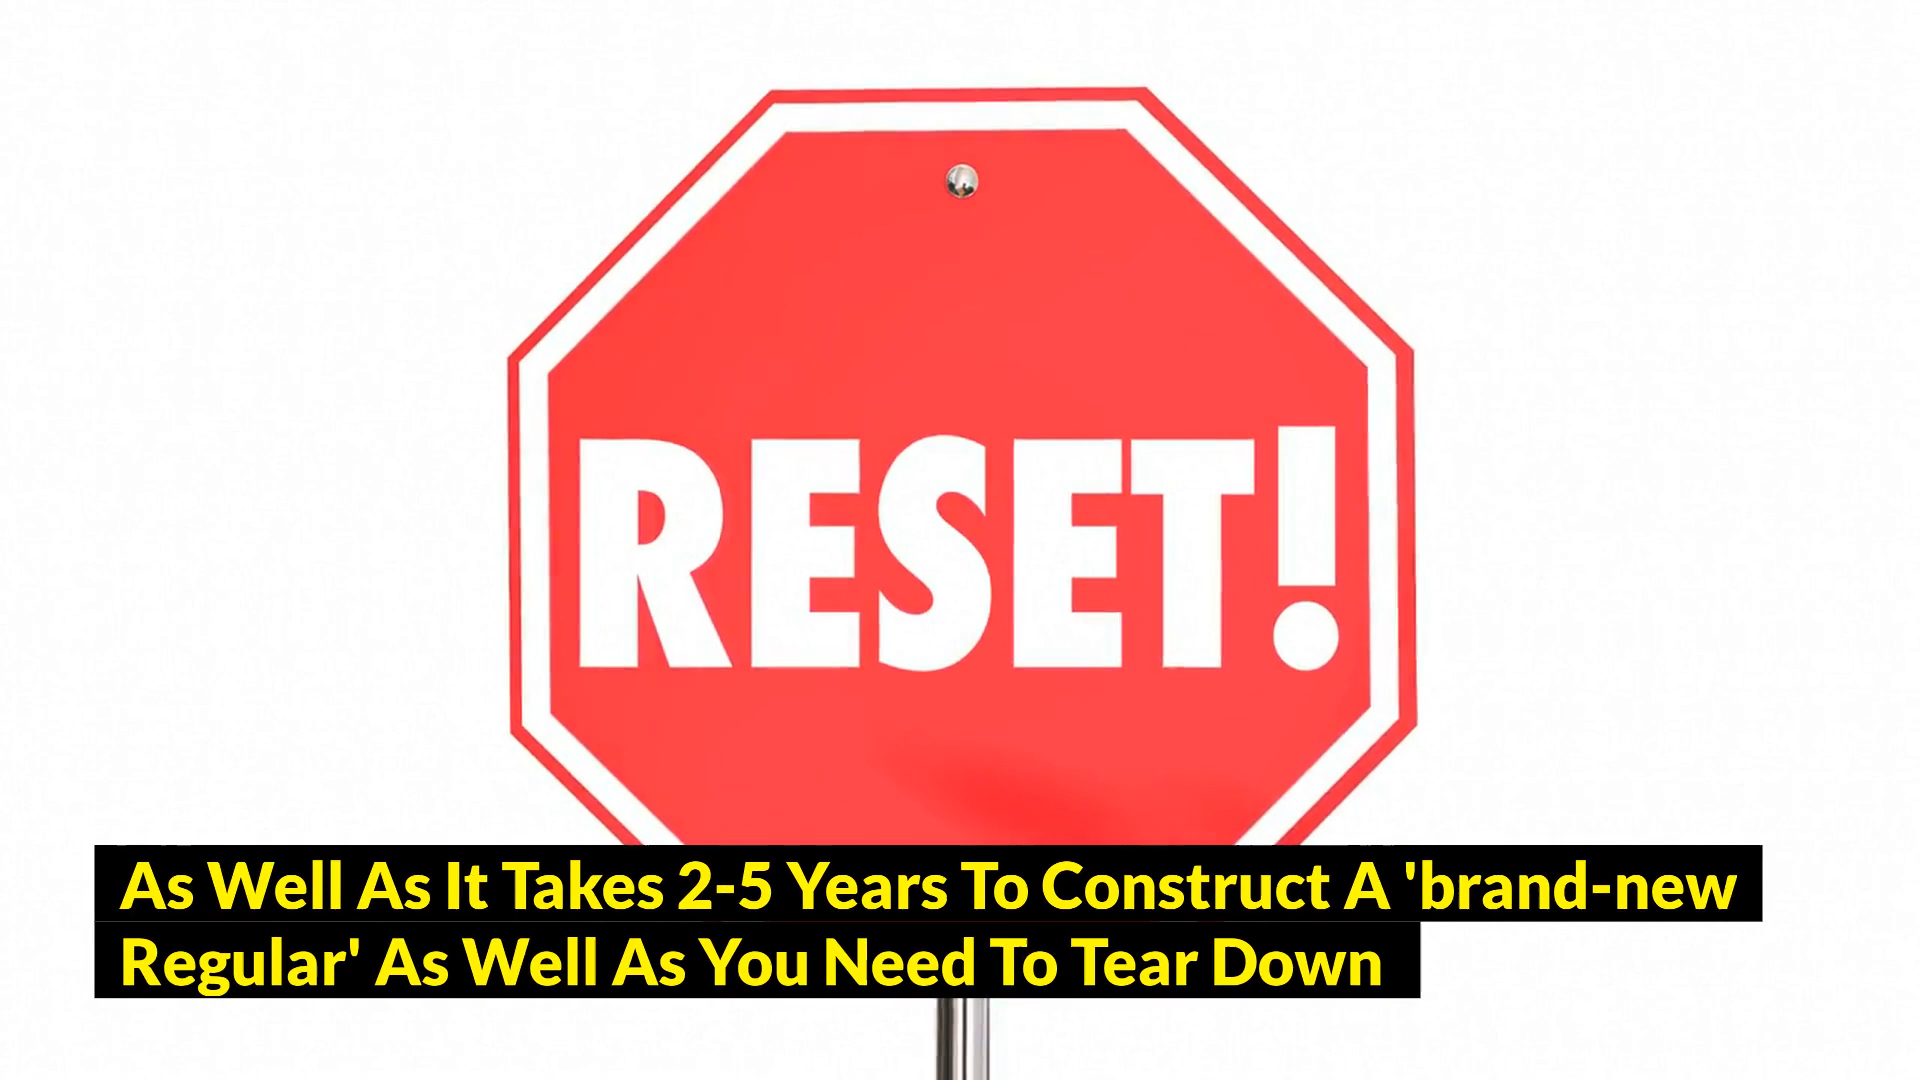 RESET!
As Well As It Takes 2-5 Years To Construct A 'brand-new
Regular' As Well As You Need To Tear Down